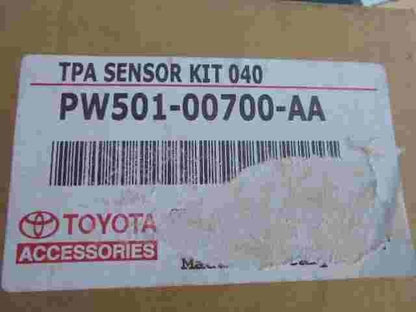 TPA SENSOR KIT 040
PW501-00700-AA
TOYOTA
ACCESSORIES